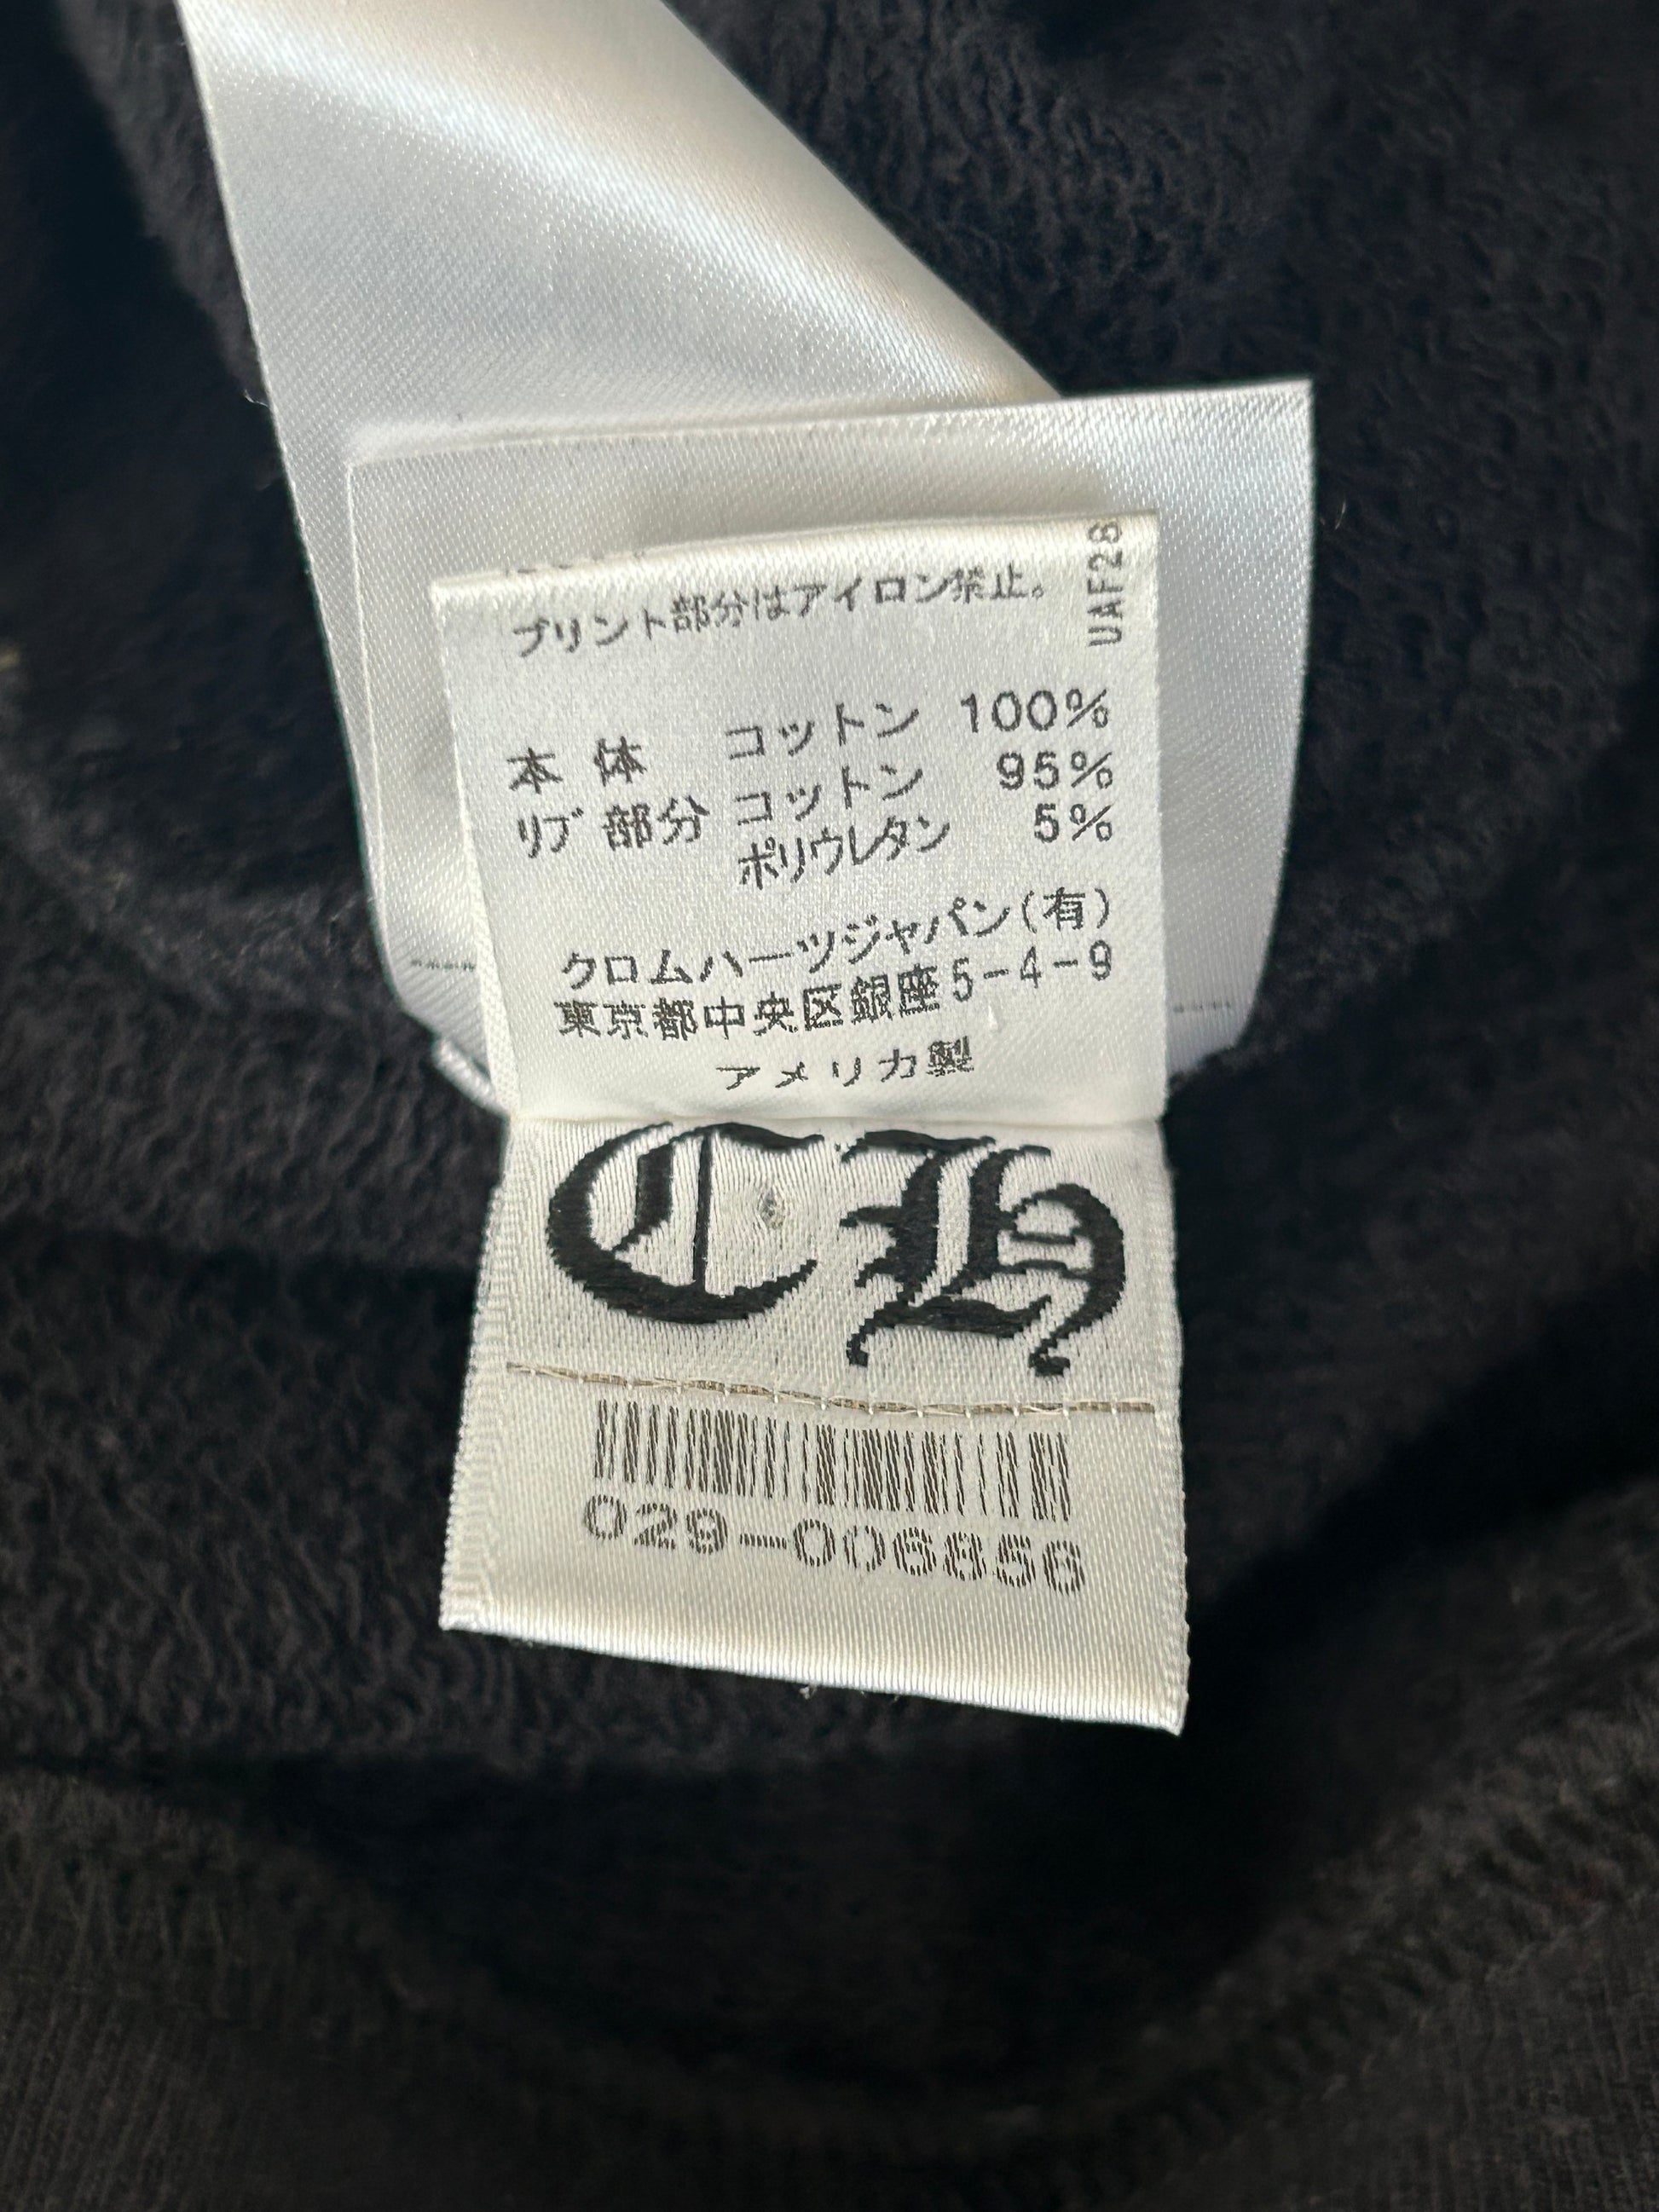 プリント部分はアイロン禁止。
UAF28
本体 コットン 100%
リブ部分 コットン 95%
ポリウレタン 5%
クロムハーツジャパン(有)
東京都中央区銀座5-4-9
アメリカ製
CH
029-006856